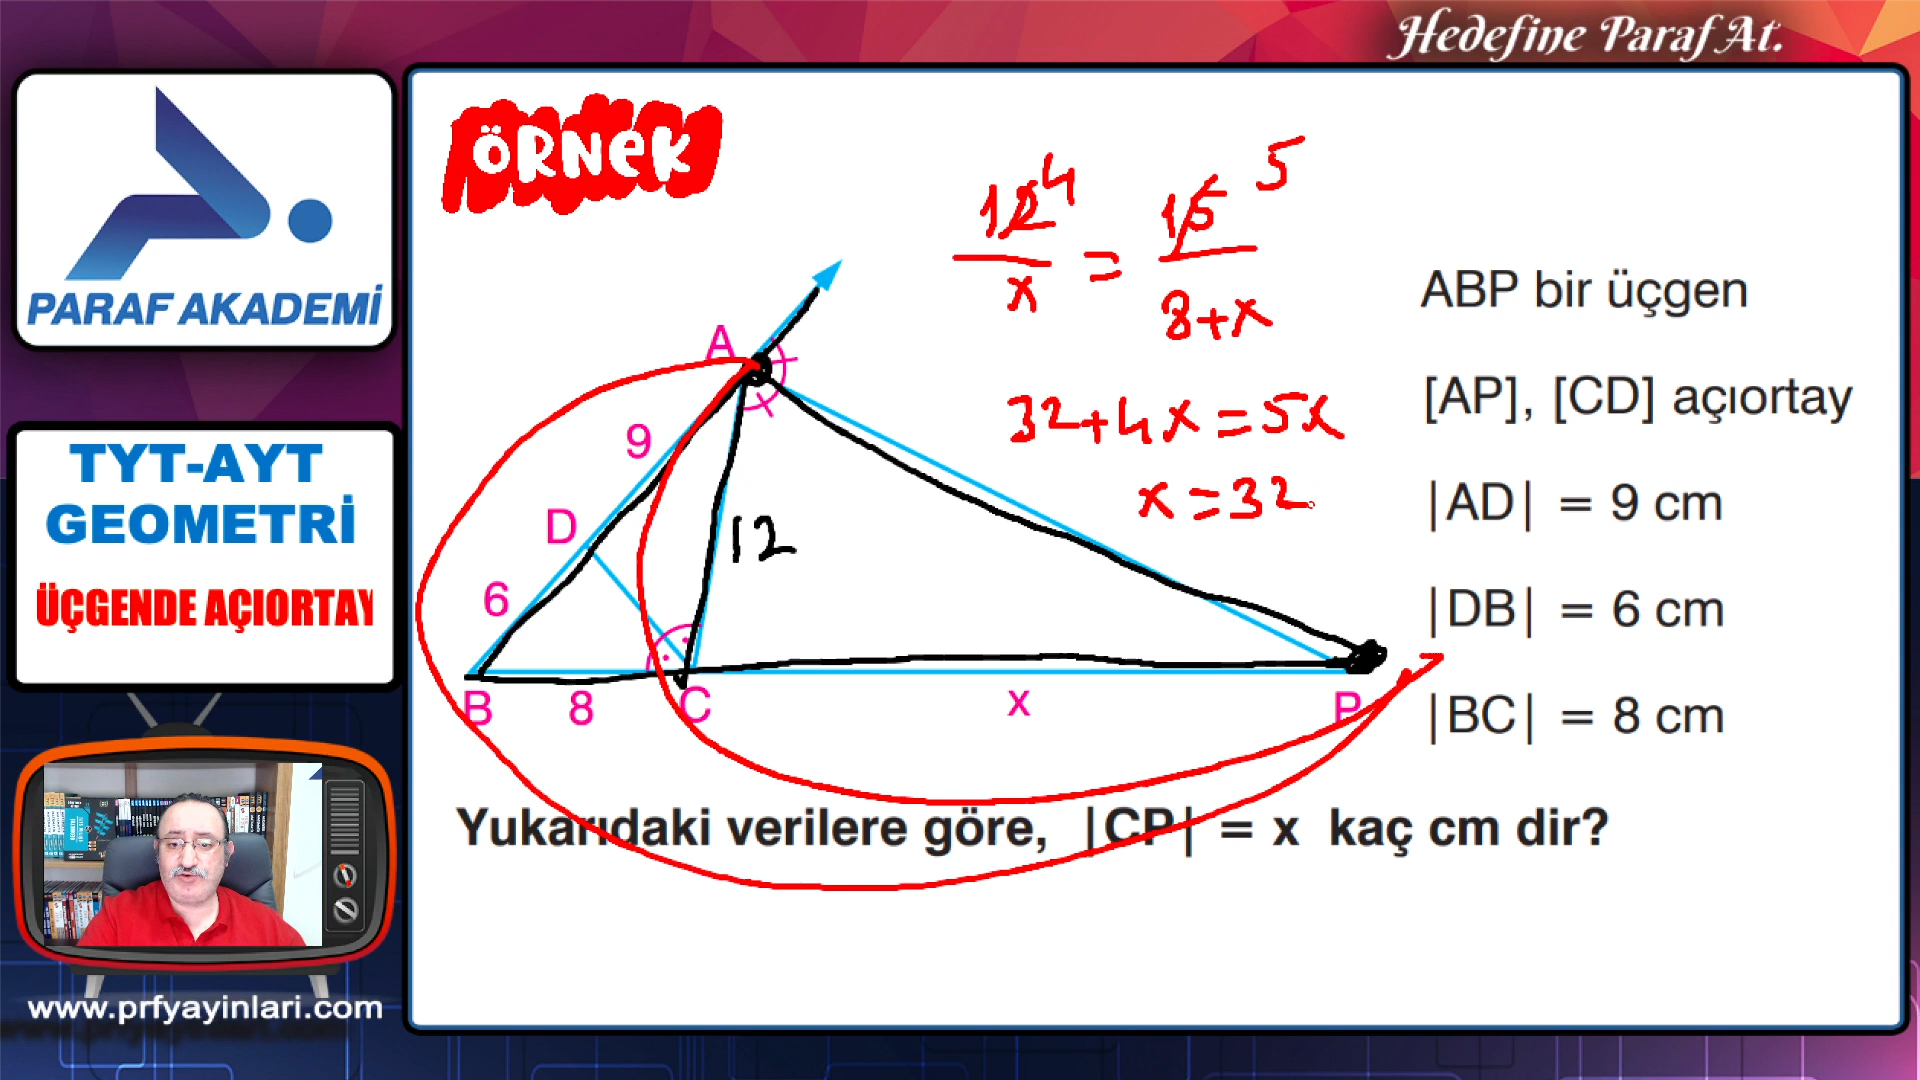 Hedefine Paraf At.
PARAF AKADEMİ
TYT-AYT
GEOMETRİ
ÜÇGENDE AÇIORTAY
www.prfyayinlari.com
ÖRNEK
12 4 / x = 15 5 / 8+x
32+4x=5x
x=32
A
9
D
12
6
B 8 C x P
ABP bir üçgen
[AP], [CD] açıortay
|AD| = 9 cm
|DB| = 6 cm
|BC| = 8 cm
Yukarıdaki verilere göre, |CP| = x kaç cm dir?